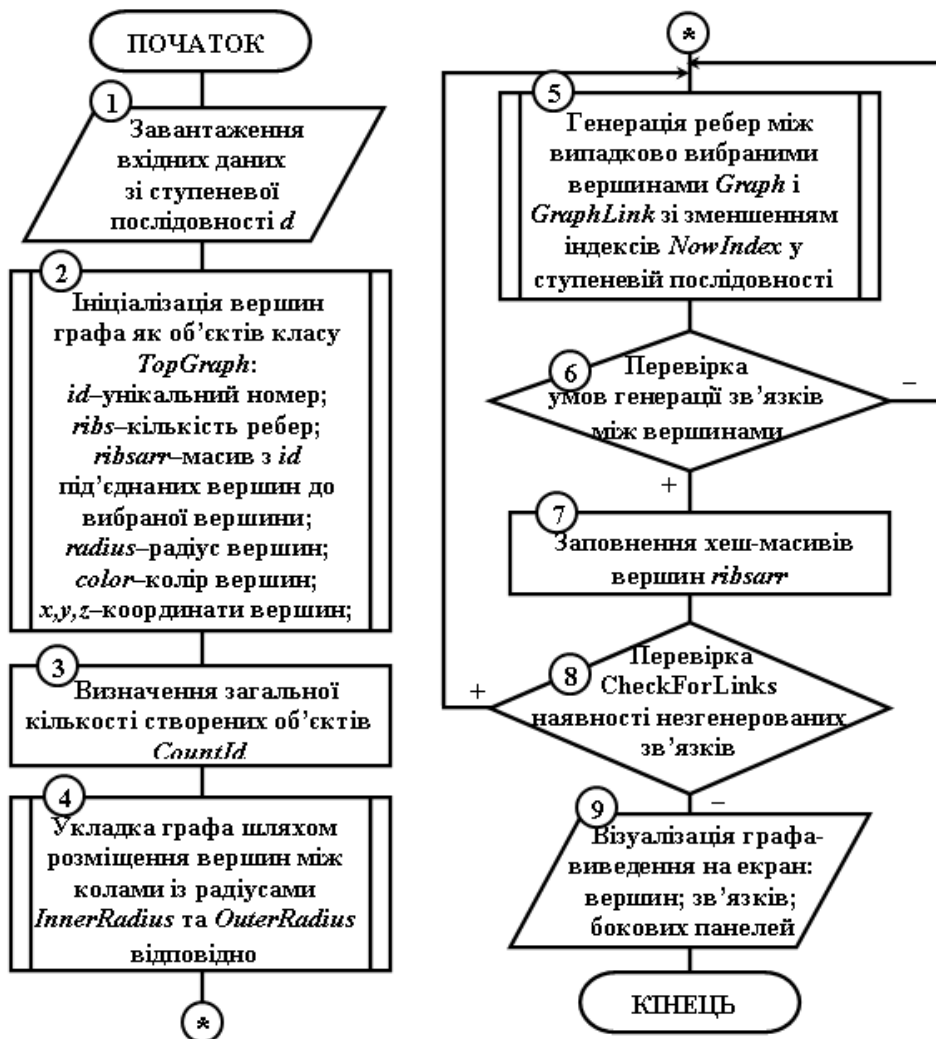 ПОЧАТОК
1
Завантаження
вхідних даних
зі ступеневої
послідовності d
2
Ініціалізація вершин
графа як об’єктів класу
TopGraph:
id–унікальний номер;
ribs–кількість ребер;
ribsarr–масив з id
під’єднаних вершин до
вибраної вершини;
radius–радіус вершин;
color–колір вершин;
x,y,z–координати вершин;
3
Визначення загальної
кількості створених об’єктів
CountId
4
Укладка графа шляхом
розміщення вершин між
колами із радіусами
InnerRadius та OuterRadius
відповідно
*
*
5
Генерація ребер між
випадково вибраними
вершинами Graph і
GraphLink зі зменшенням
індексів NowIndex у
ступеневій послідовності
6
Перевірка
умов генерації зв’язків
між вершинами
–
+
7
Заповнення хеш-масивів
вершин ribsarr
8
Перевірка
CheckForLinks
наявності незгенерованих
зв’язків
+
–
9
Візуалізація графа-
виведення на екран:
вершин; зв’язків;
бокових панелей
КІНЕЦЬ